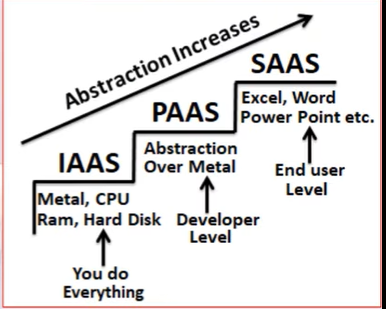 Abstraction Increases
SAAS
Excel, Word
Power Point etc.
End user
Level
PAAS
Abstraction
Over Metal
Developer
Level
IAAS
Metal, CPU
Ram, Hard Disk
You do
Everything